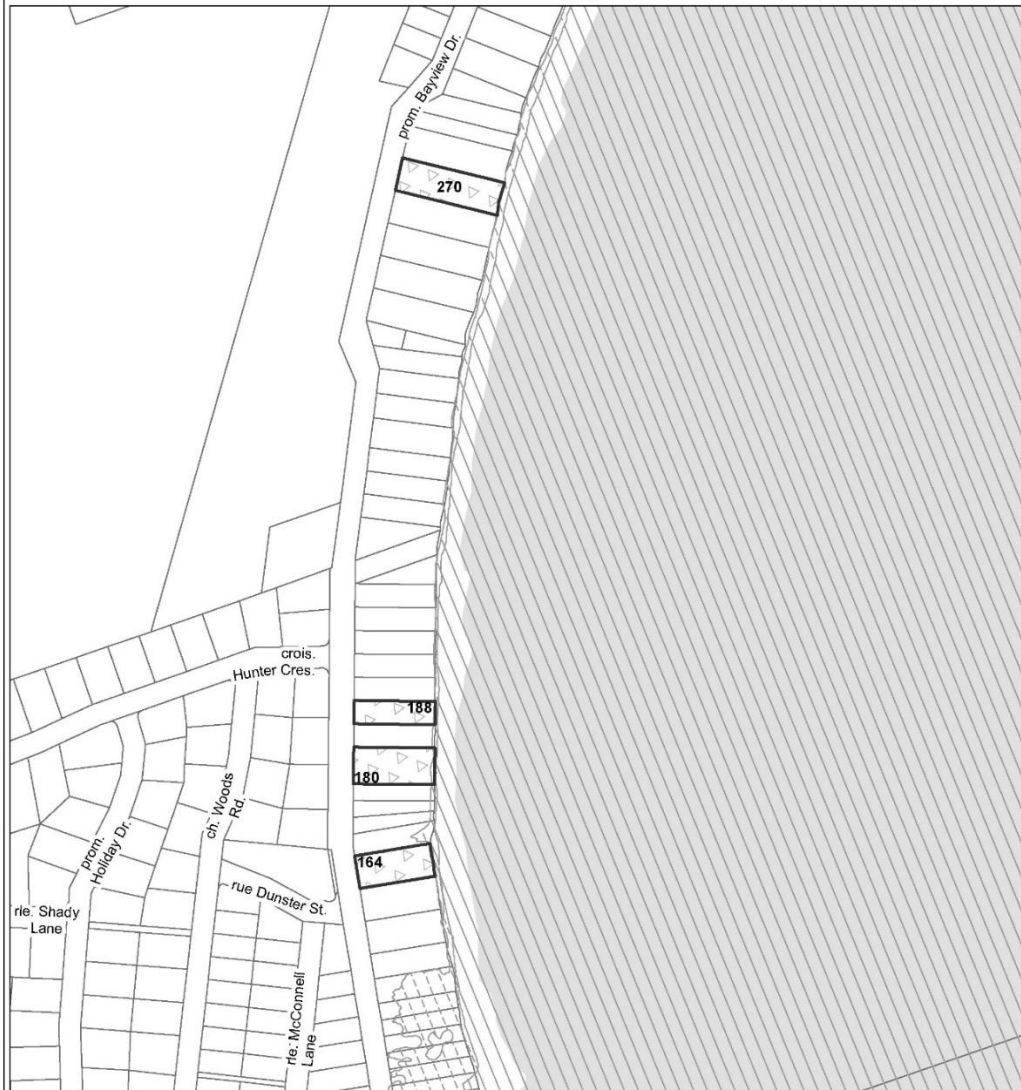 prom. Bayview Dr.
270
crois.
Hunter Cres.
188
180
ch. Woods
Rd.
prom.
Holiday Dr.
164
rue Dunster St.
rle. Shady
Lane
rle. McConnell
Lane